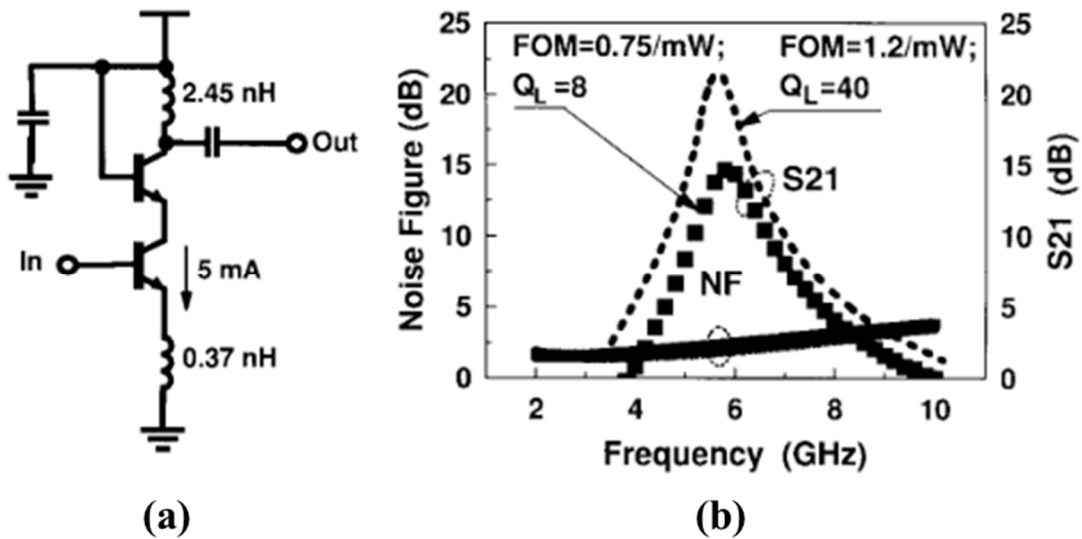 2.45 nH
Out
In
5 mA
0.37 nH
(a)
25
20
15
10
5
0
Noise Figure (dB)
FOM=0.75/mW;
Q_L=8
FOM=1.2/mW;
Q_L=40
S21
NF
25
20
15
10
5
0
S21 (dB)
2 4 6 8 10
Frequency (GHz)
(b)